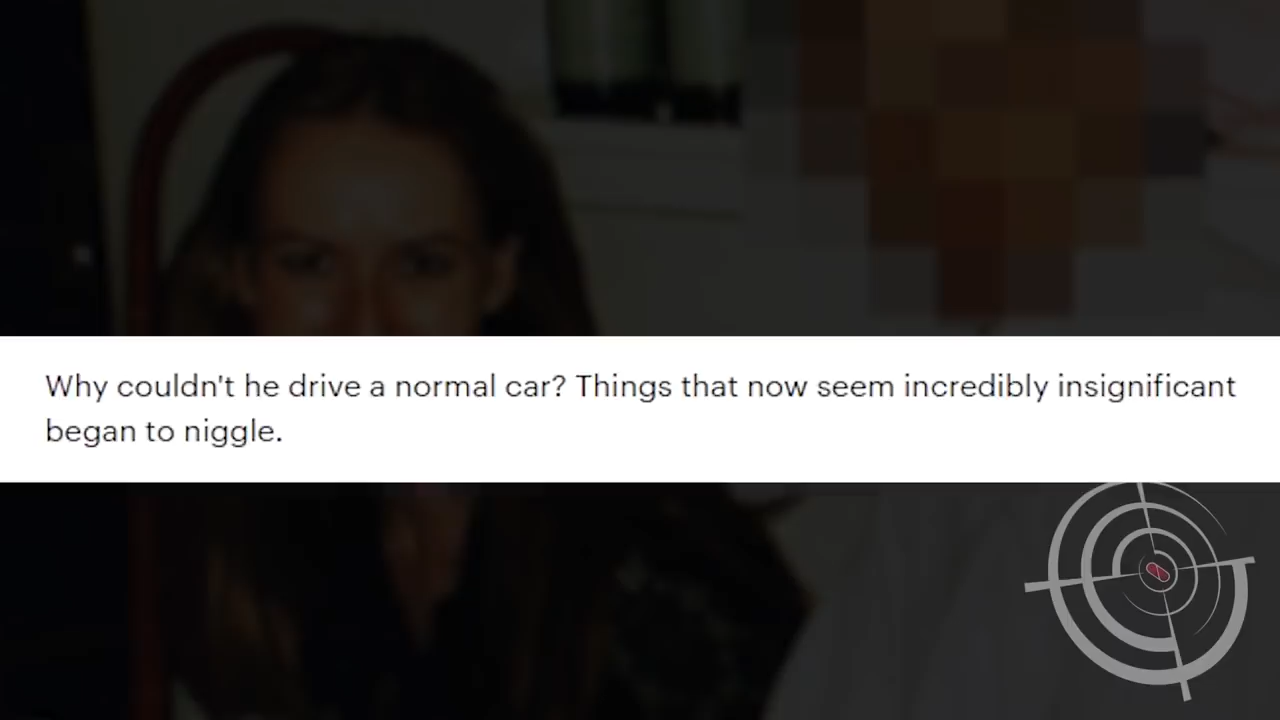 Why couldn't he drive a normal car? Things that now seem incredibly insignificant
began to niggle.